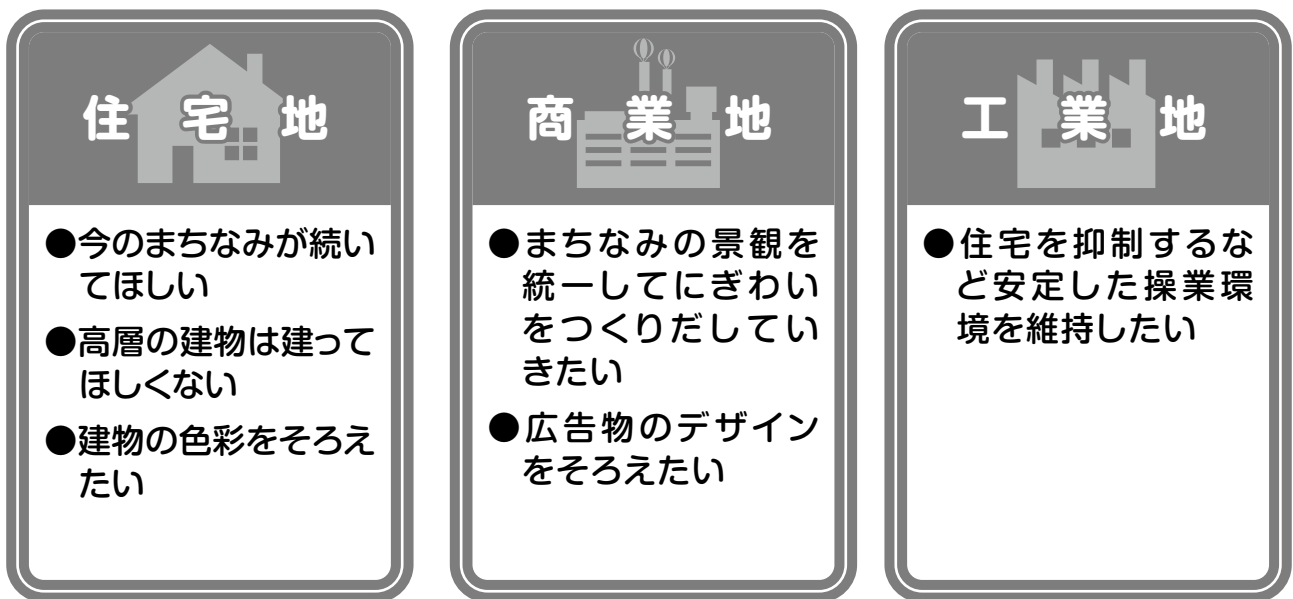 住宅地
●今のまちなみが続い
てほしい
●高層の建物は建って
ほしくない
●建物の色彩をそろえ
たい
商業地
●まちなみの景観を
統一してにぎわい
をつくりだしてい
きたい
●広告物のデザイン
をそろえたい
工業地
●住宅を抑制するな
ど安定した操業環
境を維持したい